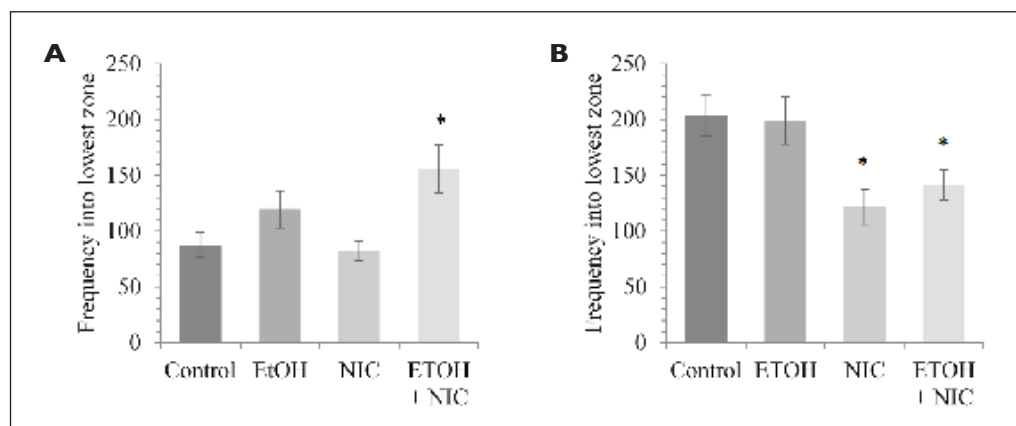 A
Frequency into lowest zone
250
200
150
100
50
0
*
Control
EtOH
NIC
ETOH
+ NIC
B
Frequency into lowest zone
250
200
150
100
50
0
*
*
Control
ETOH
NIC
ETOH
+ NIC